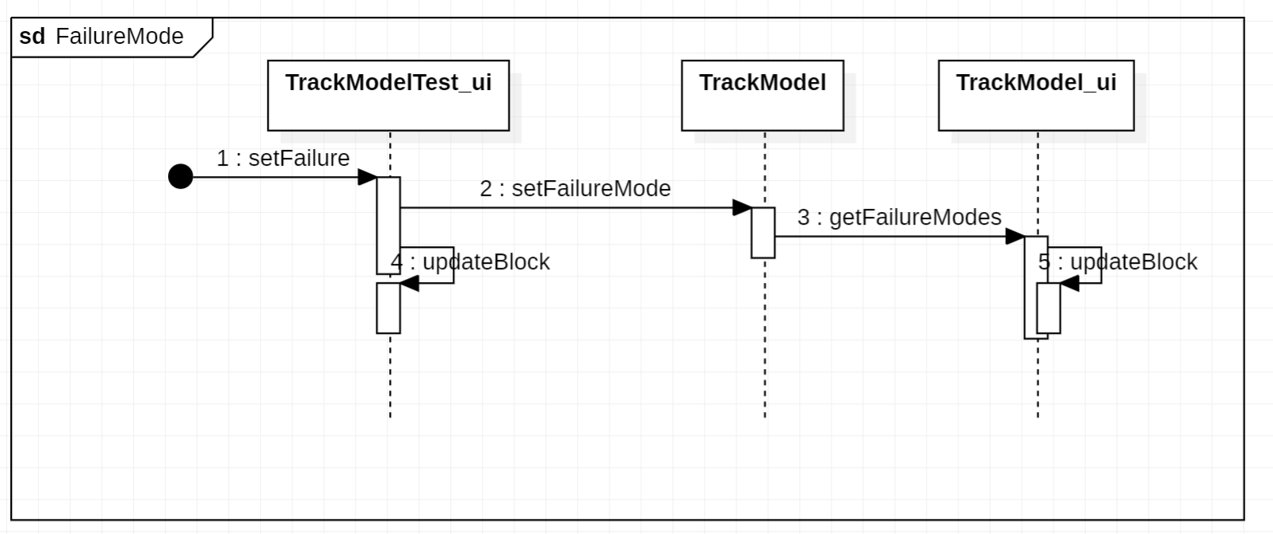 sd FailureMode
TrackModelTest_ui
TrackModel
TrackModel_ui
1 : setFailure
2 : setFailureMode
3 : getFailureModes
4 : updateBlock
5 : updateBlock